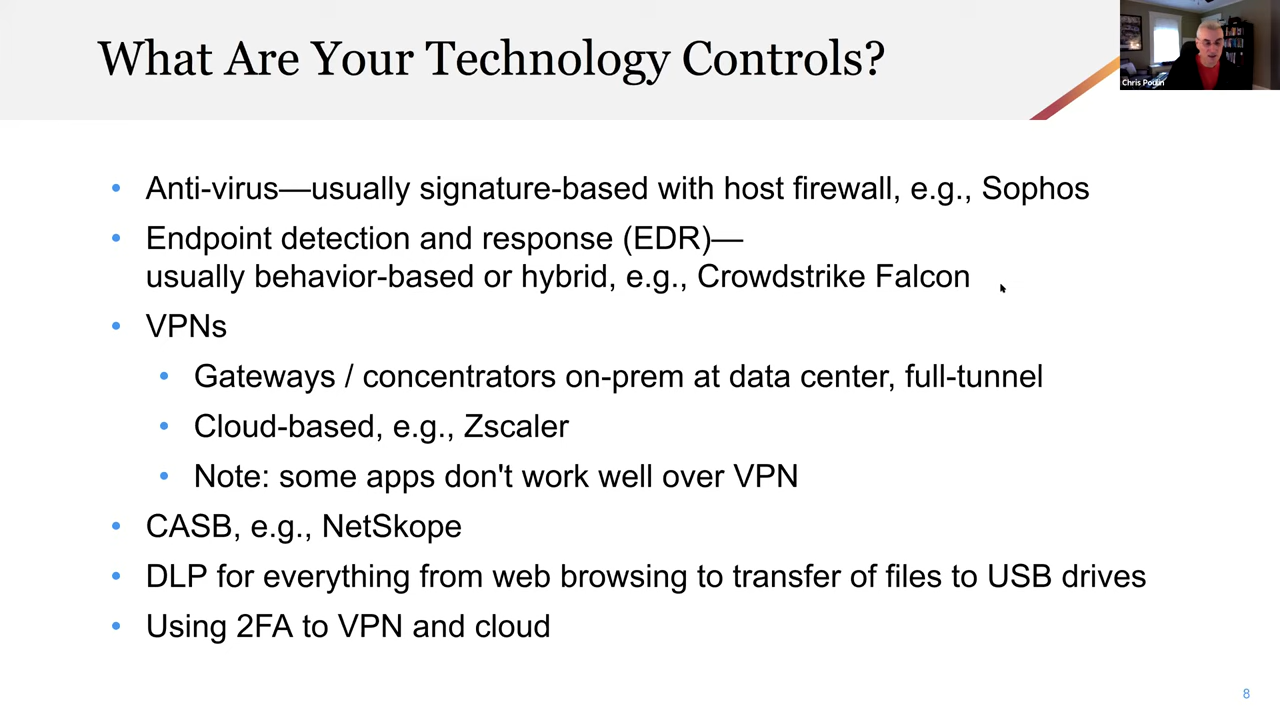 What Are Your Technology Controls?
Chris Poulin
• Anti-virus—usually signature-based with host firewall, e.g., Sophos
• Endpoint detection and response (EDR)—
usually behavior-based or hybrid, e.g., Crowdstrike Falcon
• VPNs
• Gateways / concentrators on-prem at data center, full-tunnel
• Cloud-based, e.g., Zscaler
• Note: some apps don't work well over VPN
• CASB, e.g., NetSkope
• DLP for everything from web browsing to transfer of files to USB drives
• Using 2FA to VPN and cloud
8